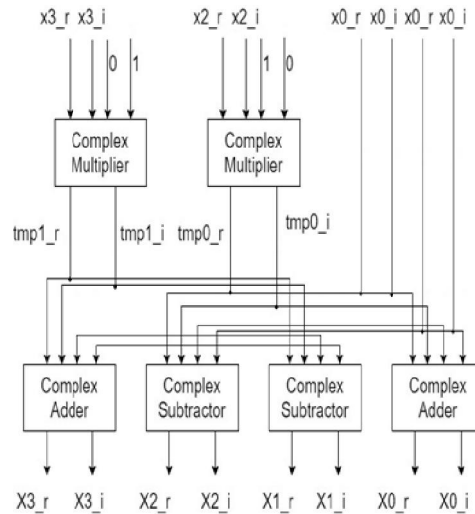 x3_r x3_i x2_r x2_i x0_r x0_i x0_r x0_i
0 1 1 0
Complex Complex
Multiplier Multiplier
tmp1_r tmp1_i tmp0_r tmp0_i
Complex Complex Complex Complex
Adder Subtractor Subtractor Adder
X3_r X3_i X2_r X2_i X1_r X1_i X0_r X0_i